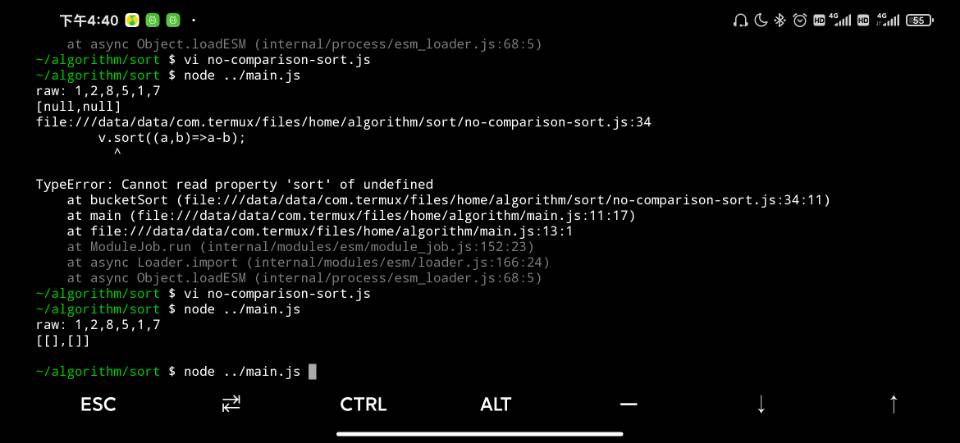 下午4:40
HD 4G HD 4G 55
at async Object.loadESM (internal/process/esm_loader.js:68:5)
~/algorithm/sort $ vi no-comparison-sort.js
~/algorithm/sort $ node ../main.js
raw: 1,2,8,5,1,7
[null,null]
file:///data/data/com.termux/files/home/algorithm/sort/no-comparison-sort.js:34
v.sort((a,b)=>a-b);
^
TypeError: Cannot read property 'sort' of undefined
at bucketSort (file:///data/data/com.termux/files/home/algorithm/sort/no-comparison-sort.js:34:11)
at main (file:///data/data/com.termux/files/home/algorithm/main.js:11:17)
at file:///data/data/com.termux/files/home/algorithm/main.js:13:1
at ModuleJob.run (internal/modules/esm/module_job.js:152:23)
at async Loader.import (internal/modules/esm/loader.js:166:24)
at async Object.loadESM (internal/process/esm_loader.js:68:5)
~/algorithm/sort $ vi no-comparison-sort.js
~/algorithm/sort $ node ../main.js
raw: 1,2,8,5,1,7
[[],[]]
~/algorithm/sort $ node ../main.js
ESC ⇄ CTRL ALT — ↓ ↑